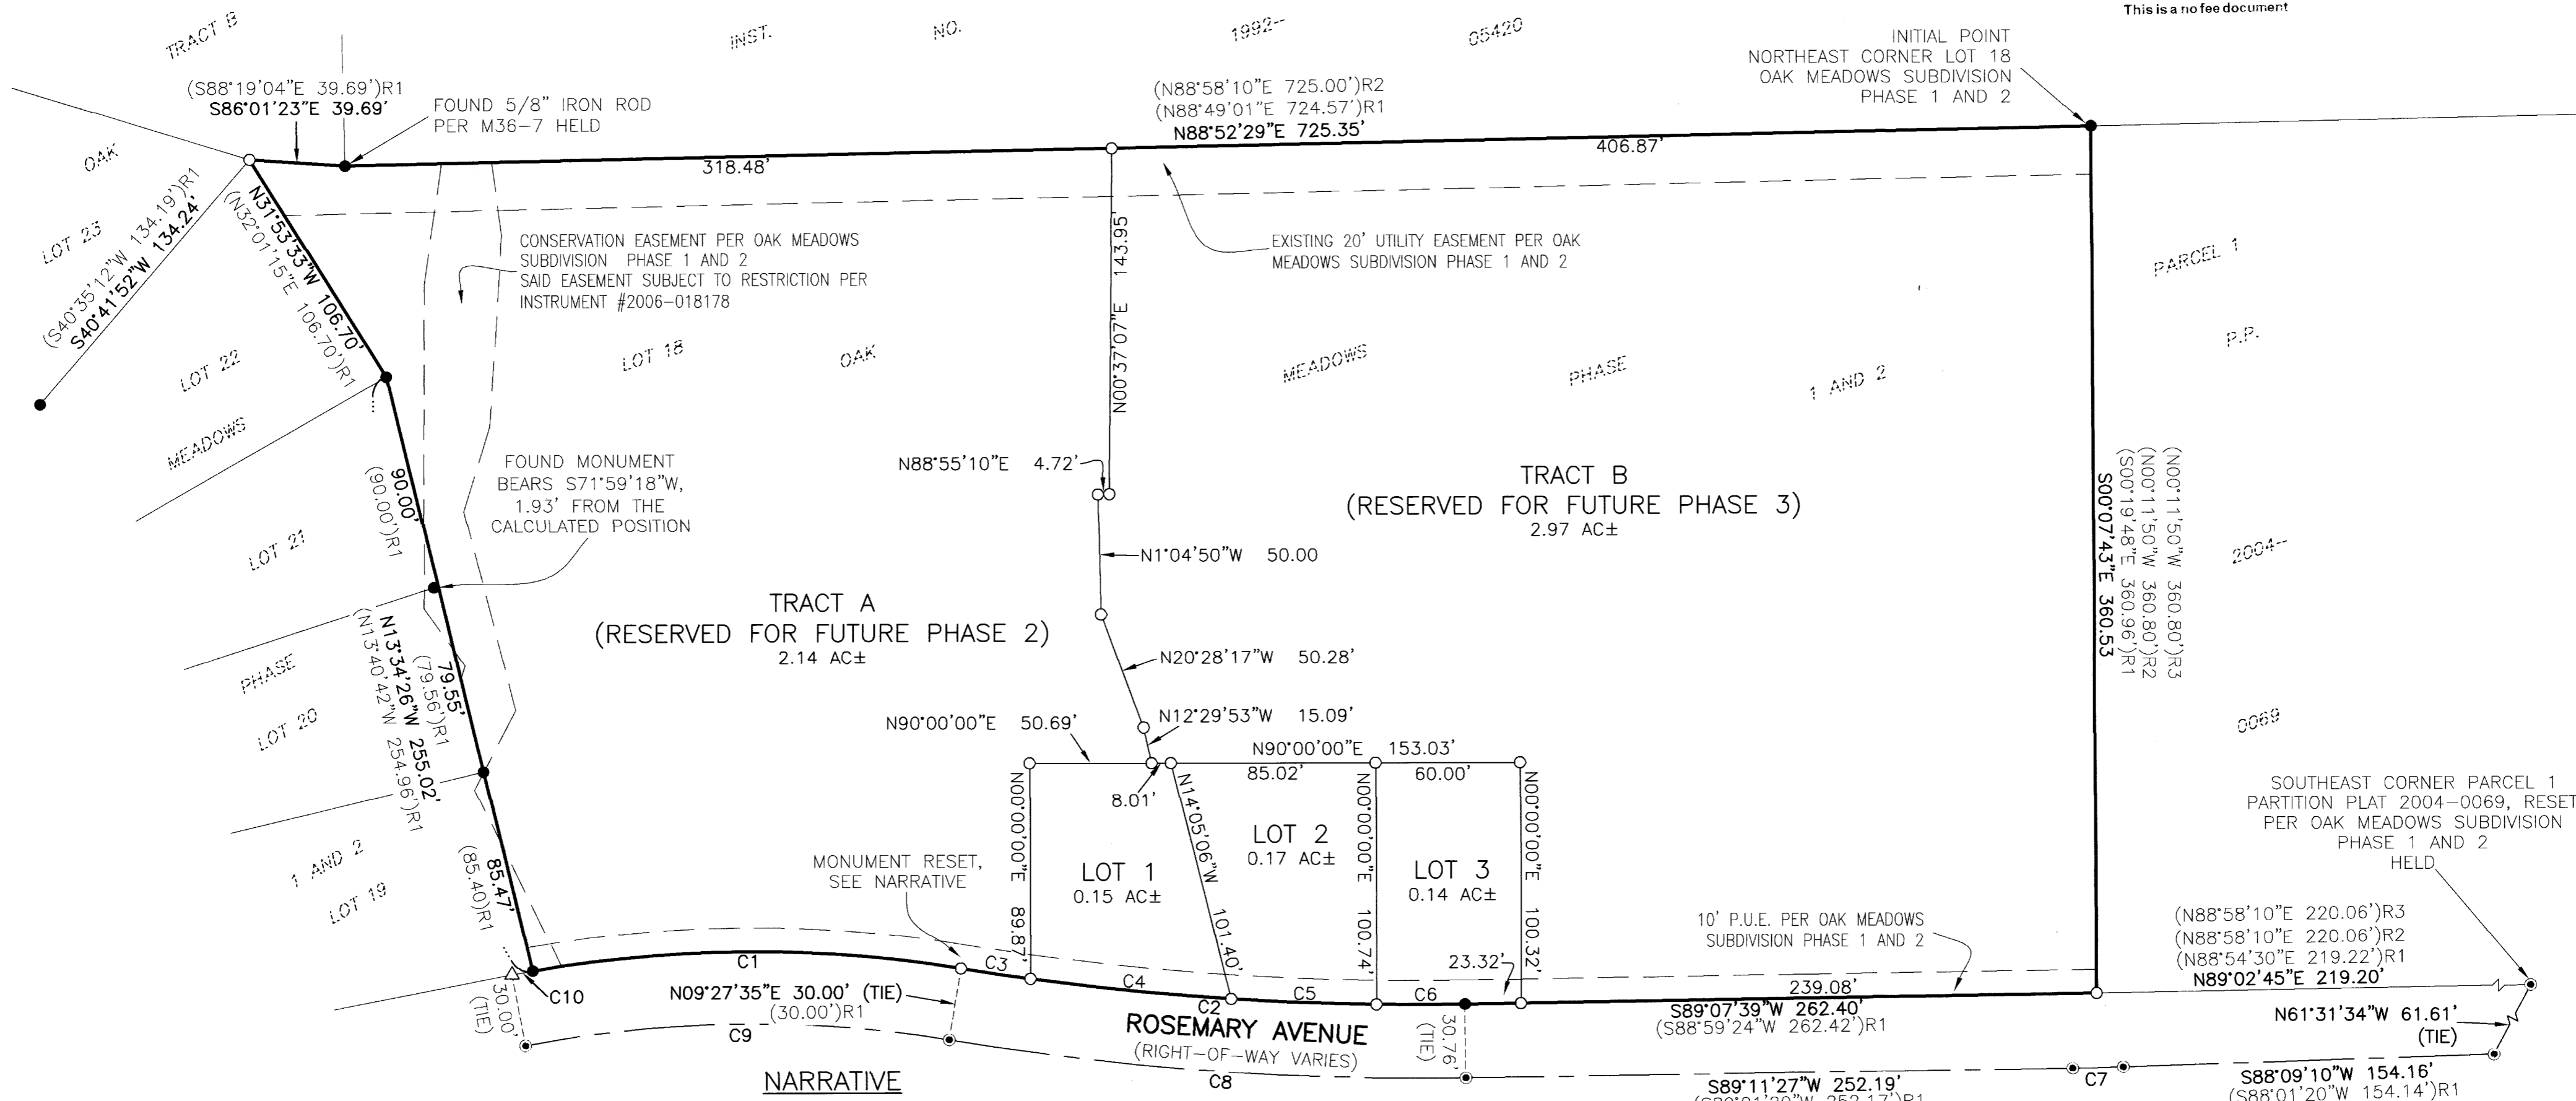 This is a no fee document
TRACT B
INST.
NO.
1992--
05420
INITIAL POINT
NORTHEAST CORNER LOT 18
OAK MEADOWS SUBDIVISION
PHASE 1 AND 2
(S88°19'04"E 39.69')R1
S86°01'23"E 39.69'
FOUND 5/8" IRON ROD
PER M36-7 HELD
(N88°58'10"E 725.00')R2
(N88°49'01"E 724.57')R1
N88°52'29"E 725.35'
318.48'
406.87'
OAK
LOT 23
(S40°35'12"W 134.19')R1
S40°41'52"W 134.24'
N31°53'33"W 106.70'
(N32°01'15"E 106.70')R1
CONSERVATION EASEMENT PER OAK MEADOWS
SUBDIVISION PHASE 1 AND 2
SAID EASEMENT SUBJECT TO RESTRICTION PER
INSTRUMENT #2006-018178
N00°37'07"E 143.95'
EXISTING 20' UTILITY EASEMENT PER OAK
MEADOWS SUBDIVISION PHASE 1 AND 2
PARCEL 1
P.P.
2004--
0069
LOT 22
MEADOWS
LOT 18
OAK
MEADOWS
PHASE
1 AND 2
FOUND MONUMENT
BEARS S71°59'18"W,
1.93' FROM THE
CALCULATED POSITION
90.00'
(90.00')R1
N88°55'10"E 4.72'
TRACT B
(RESERVED FOR FUTURE PHASE 3)
2.97 AC±
S00°07'43"E 360.53
(S00°19'48"E 360.96')R1
(N00°11'50"W 360.80')R2
(N00°11'50"W 360.80')R3
LOT 21
N1°04'50"W 50.00
TRACT A
(RESERVED FOR FUTURE PHASE 2)
2.14 AC±
N20°28'17"W 50.28'
PHASE
LOT 20
79.55'
(79.56')R1
N13°34'26"W 255.02'
(N13°40'42"W 254.96')R1
N12°29'53"W 15.09'
N90°00'00"E 50.69'
N90°00'00"E 153.03'
85.02'
60.00'
8.01'
N00°00'00"E 89.87'
N14°05'06"W 101.40'
N00°00'00"E 100.74'
N00°00'00"E 100.32'
LOT 1
0.15 AC±
LOT 2
0.17 AC±
LOT 3
0.14 AC±
SOUTHEAST CORNER PARCEL 1
PARTITION PLAT 2004-0069, RESET
PER OAK MEADOWS SUBDIVISION
PHASE 1 AND 2
HELD
1 AND 2
LOT 19
85.47'
(85.40)R1
MONUMENT RESET,
SEE NARRATIVE
10' P.U.E. PER OAK MEADOWS
SUBDIVISION PHASE 1 AND 2
(N88°58'10"E 220.06')R3
(N88°58'10"E 220.06')R2
(N88°54'30"E 219.22')R1
N89°02'45"E 219.20'
C1
C3
C4
C2
C5
C6
23.32'
239.08'
S89°07'39"W 262.40'
(S88°59'24"W 262.42')R1
C10
30.00'
(TIE)
N09°27'35"E 30.00' (TIE)
(30.00')R1
C9
ROSEMARY AVENUE
(RIGHT-OF-WAY VARIES)
30.76'
(TIE)
N61°31'34"W 61.61'
(TIE)
C8
C7
S89°11'27"W 252.19'
S88°09'10"W 154.16'
(S88°01'20"W 154.14')R1
NARRATIVE